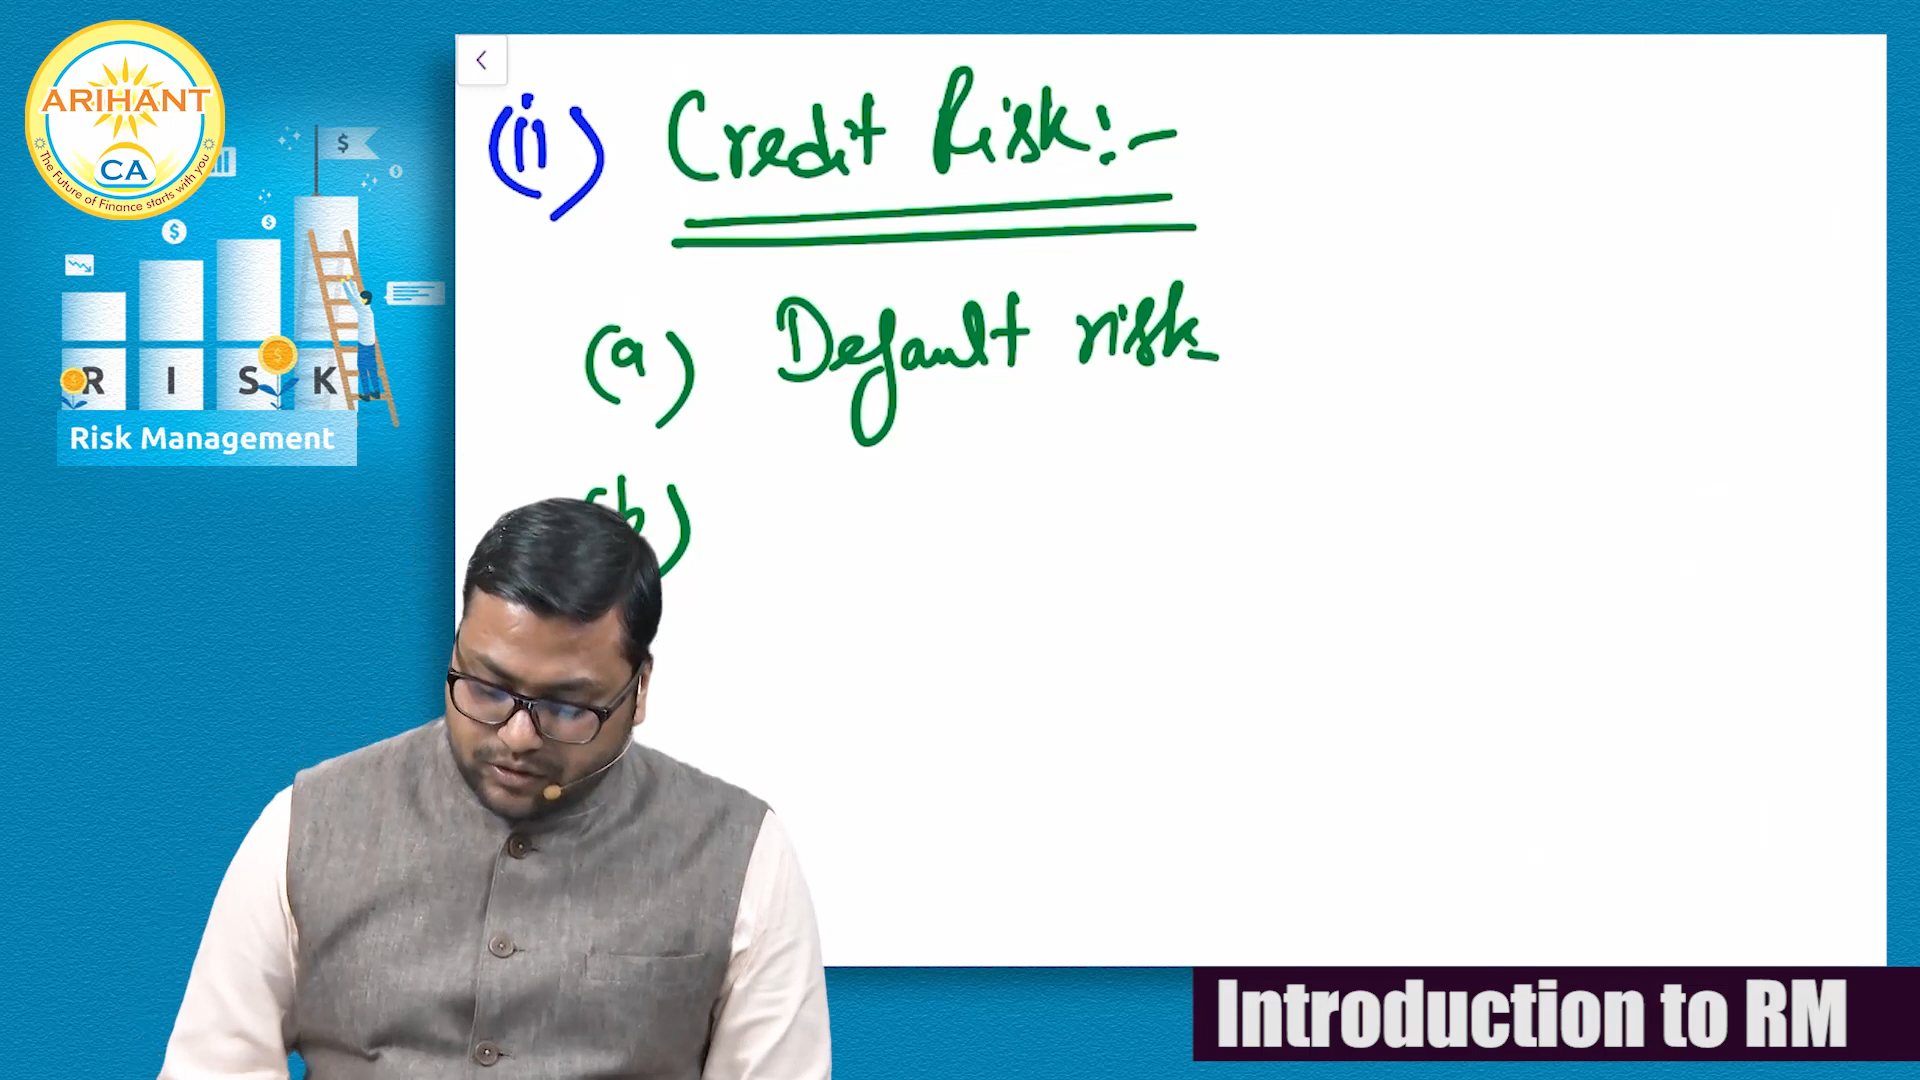 ARIHANT
CA
The Future of Finance starts with you
$
$
$
$
$
R I S K
Risk Management
(ii) Credit Risk:-
(a) Default risk
(b)
Introduction to RM